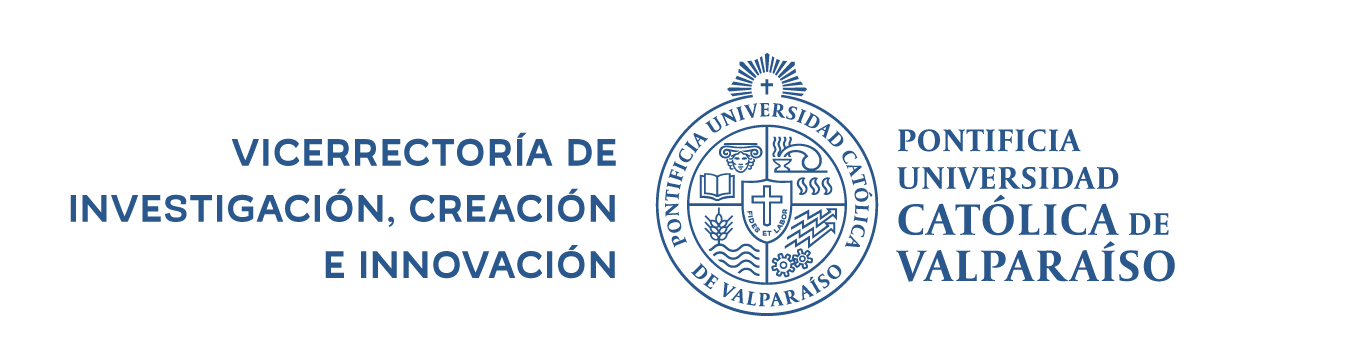 VICERRECTORÍA DE
INVESTIGACIÓN, CREACIÓN
E INNOVACIÓN
PONTIFICIA UNIVERSIDAD CATÓLICA
DE VALPARAÍSO
FIDES ET LABOR
PONTIFICIA
UNIVERSIDAD
CATÓLICA DE
VALPARAÍSO